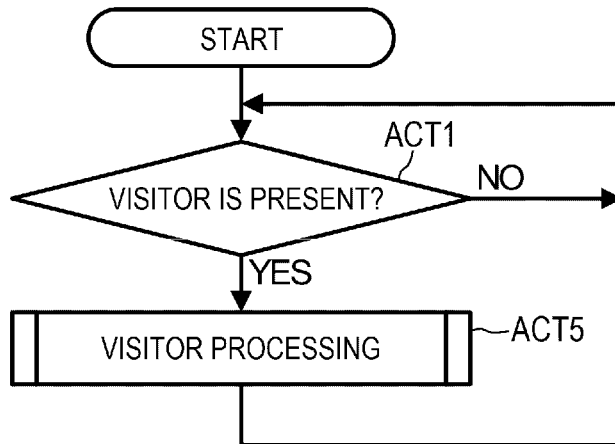 START
ACT1
VISITOR IS PRESENT?
NO
YES
VISITOR PROCESSING
ACT5